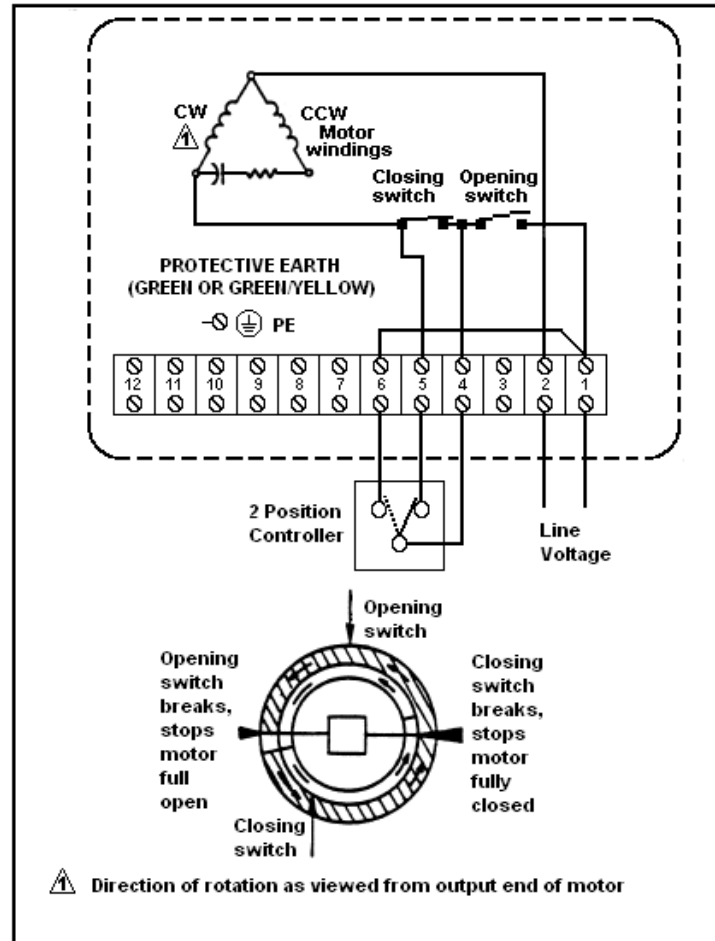 CW
CCW
Motor
windings
1
Closing
switch
Opening
switch
PROTECTIVE EARTH
(GREEN OR GREEN/YELLOW)
PE
12 11 10 9 8 7 6 5 4 3 2 1
2 Position
Controller
Line
Voltage
Opening
switch
Opening
switch
breaks,
stops
motor
full
open
Closing
switch
breaks,
stops
motor
fully
closed
Closing
switch
1 Direction of rotation as viewed from output end of motor